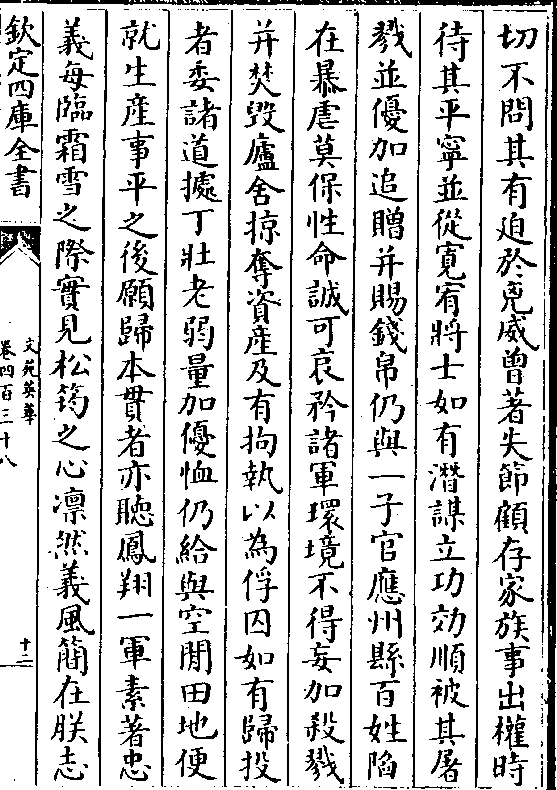 切不問其有迫於兇威曾著失節顧存家族事出權時
待其平寧並從寛宥將士如有潛謀立功効順被其屠
戮並優加追贈并賜錢帛仍與一子官應州縣百姓陷
在暴虐莫保性命誠可哀矜諸軍環境不得妄加殺戮
并焚毁廬舍掠奪資産及有拘執以為俘囚如有歸投
者委諸道據丁壯老弱量加優恤仍給與空閒田地便
就生産事平之後願歸本貫者亦聽鳳翔一軍素著忠
義每臨霜雪之際實見松筠之心凛然義風簡在朕志
欽定四庫全書
文苑英華
卷四百三十八
十二